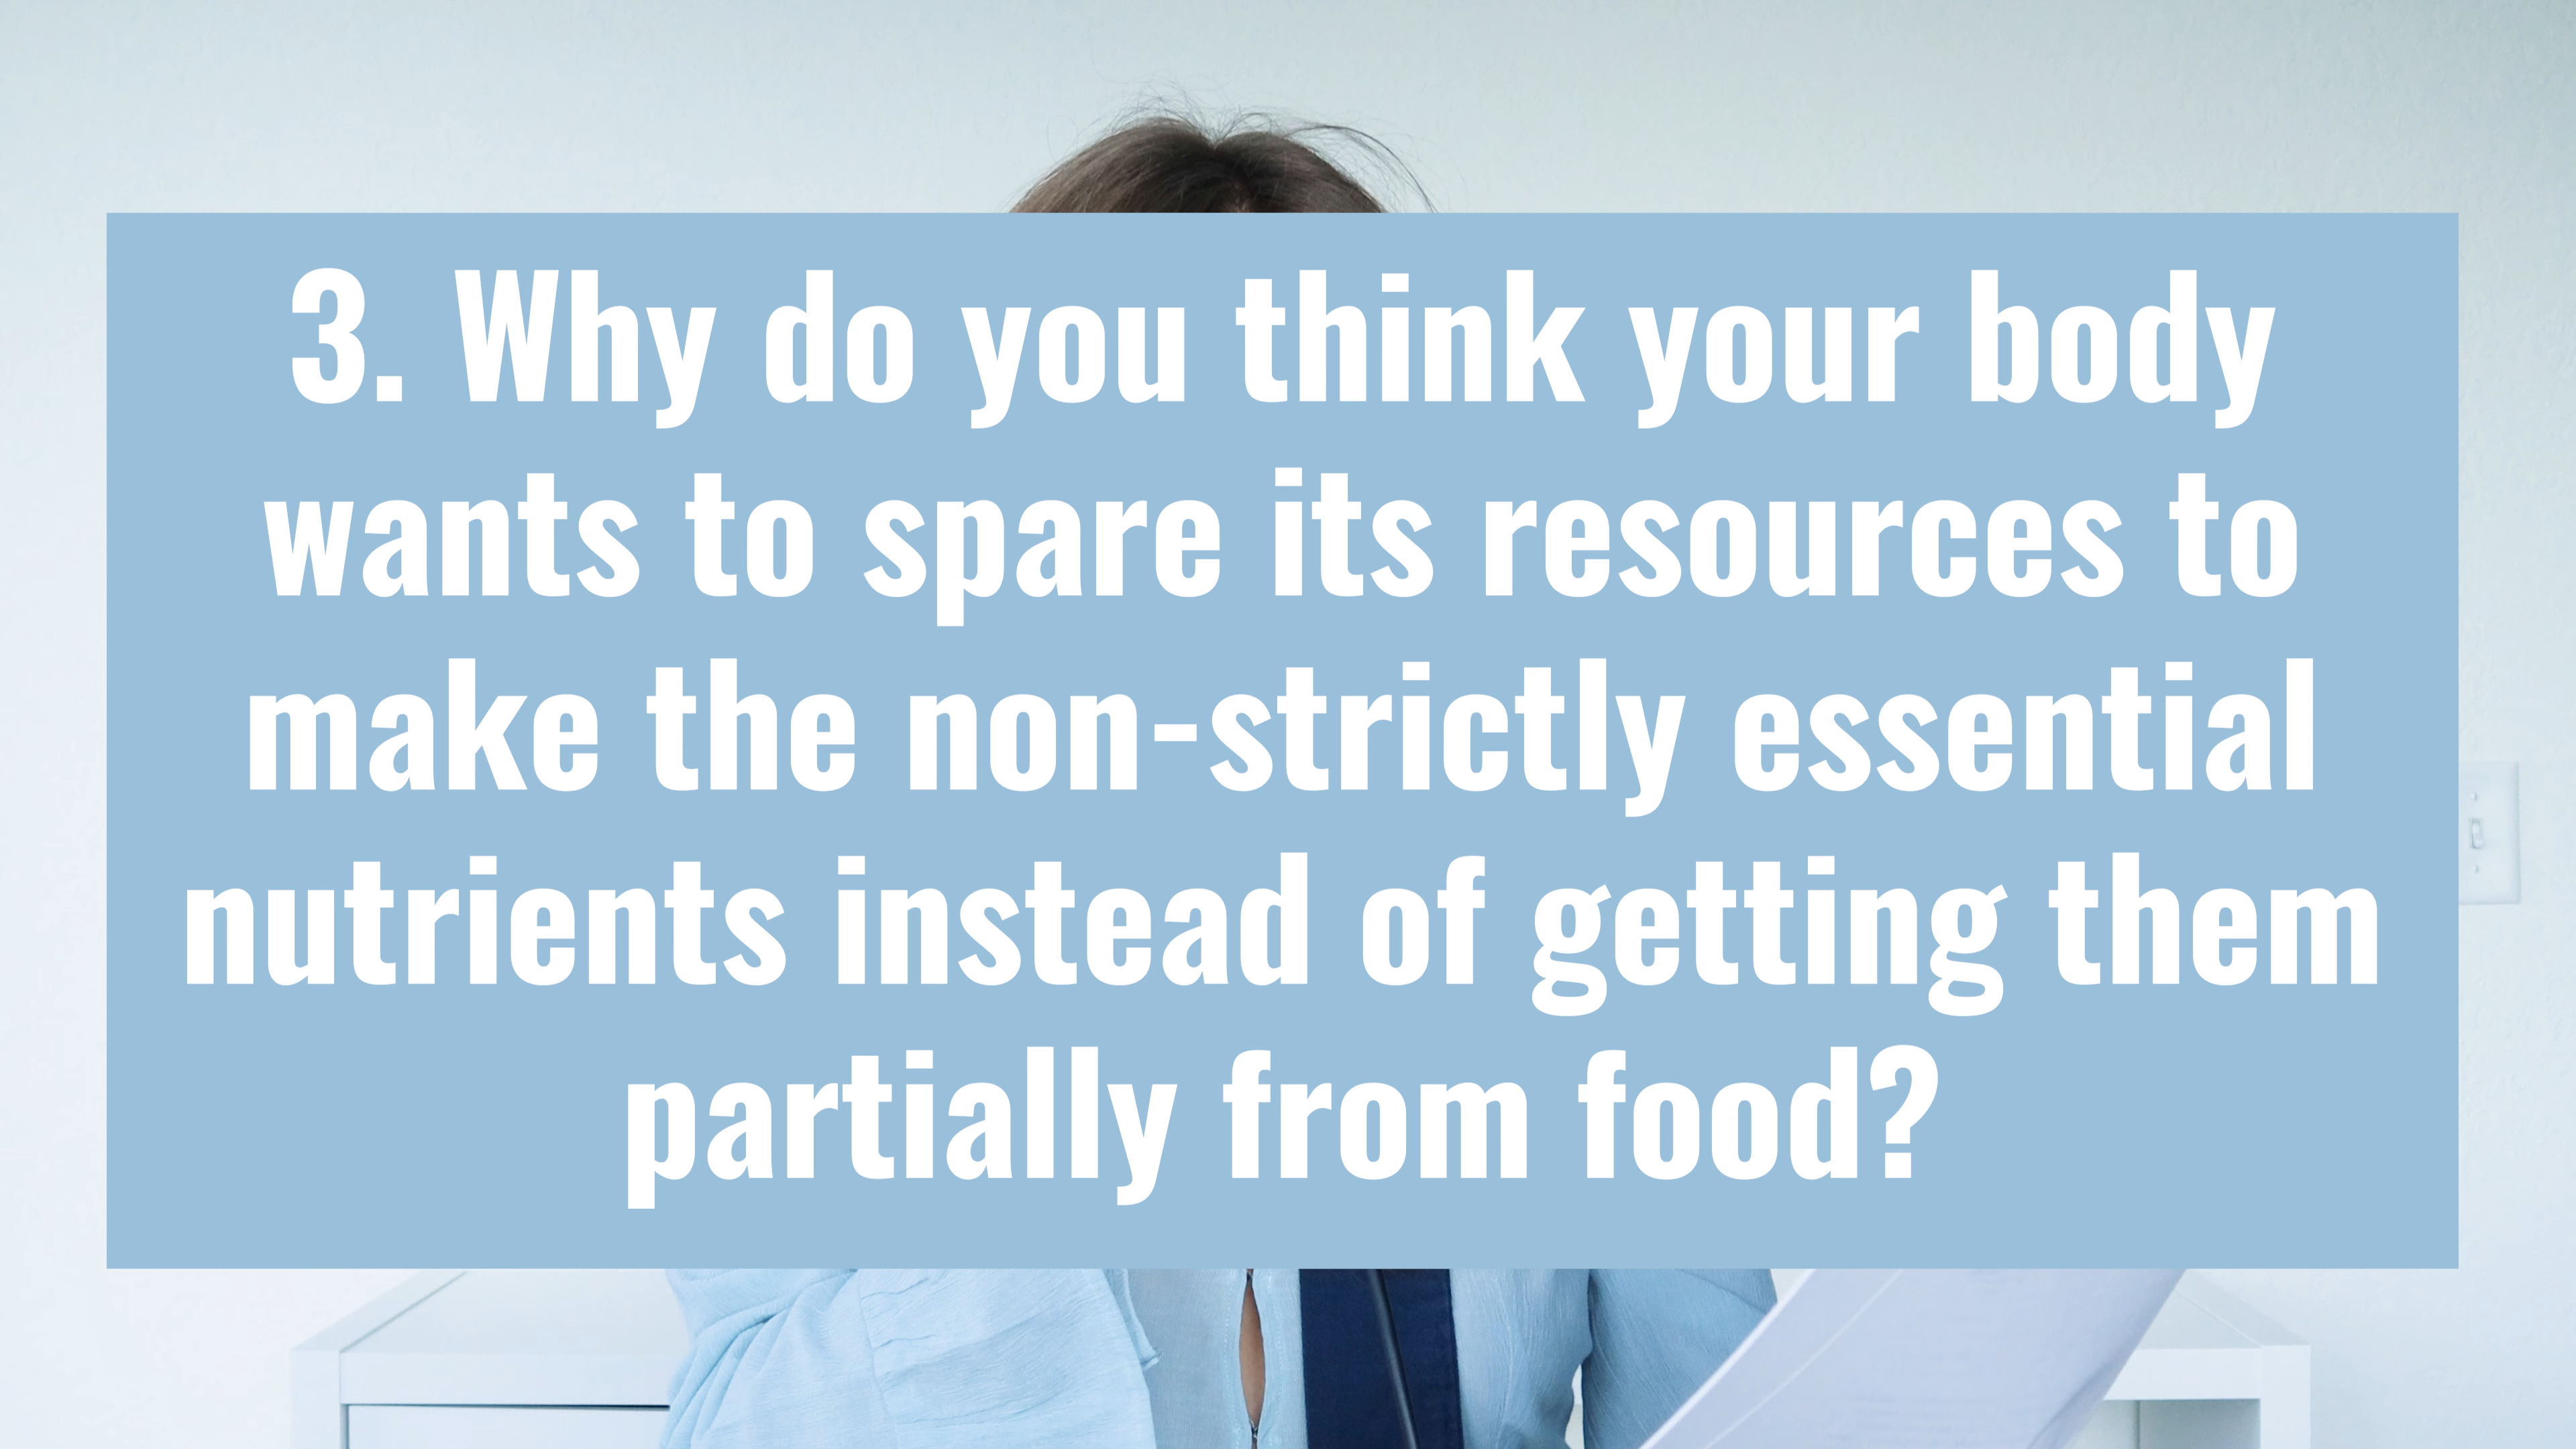 3. Why do you think your body
wants to spare its resources to
make the non-strictly essential
nutrients instead of getting them
partially from food?